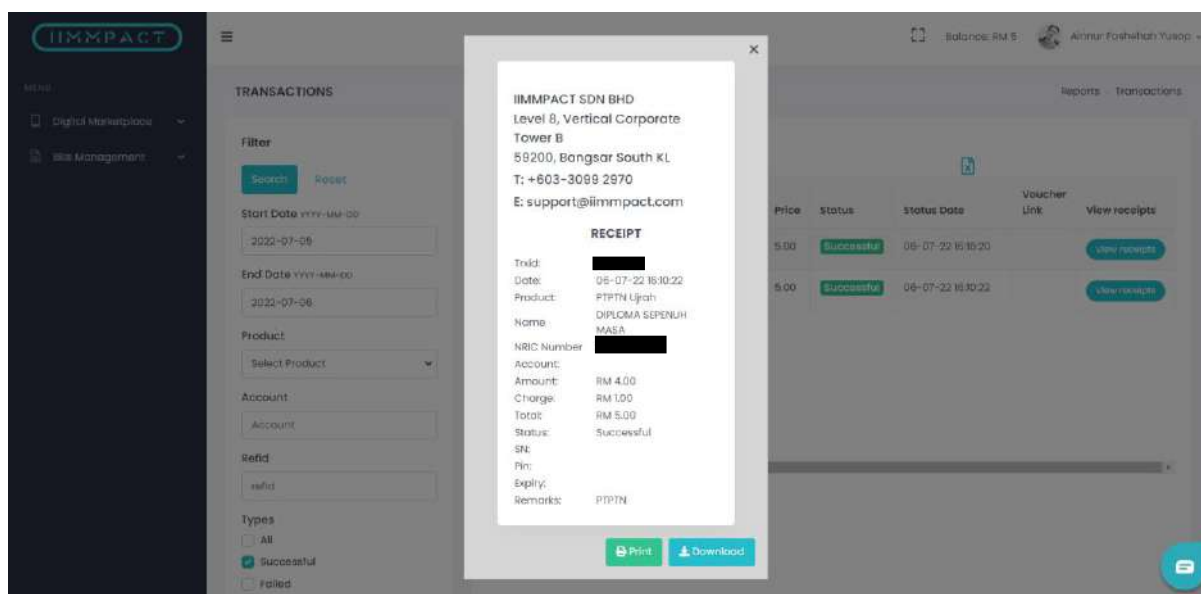 IIMMPACT
Balance: RM 5
Ainnur Foshehah Yusop
MENU
Digital Marketplace
Bills Management
TRANSACTIONS
Reports - Transactions
Filter
Search Reset
Start Date YYYY-MM-DD
2022-07-05
End Date YYYY-MM-DD
2022-07-06
Product
Select Product
Account
Account
Refid
refid
Types
All
Successful
Failed
×
IIMMPACT SDN BHD
Level 8, Vertical Corporate
Tower B
59200, Bangsar South KL
T: +603-3099 2970
E: support@iimmpact.com
RECEIPT
Trxid:
Date: 06-07-22 16:10:22
Product: PTPTN Ujrah
Name DIPLOMA SEPENUH
MASA
NRIC Number
Account:
Amount: RM 4.00
Charge: RM 1.00
Total: RM 5.00
Status: Successful
SN:
Pin:
Expiry:
Remarks: PTPTN
Print Download
Price Status Status Date Voucher
Link View receipts
5.00 Successful 06-07-22 16:16:20 View receipts
5.00 Successful 06-07-22 16:10:22 View receipts